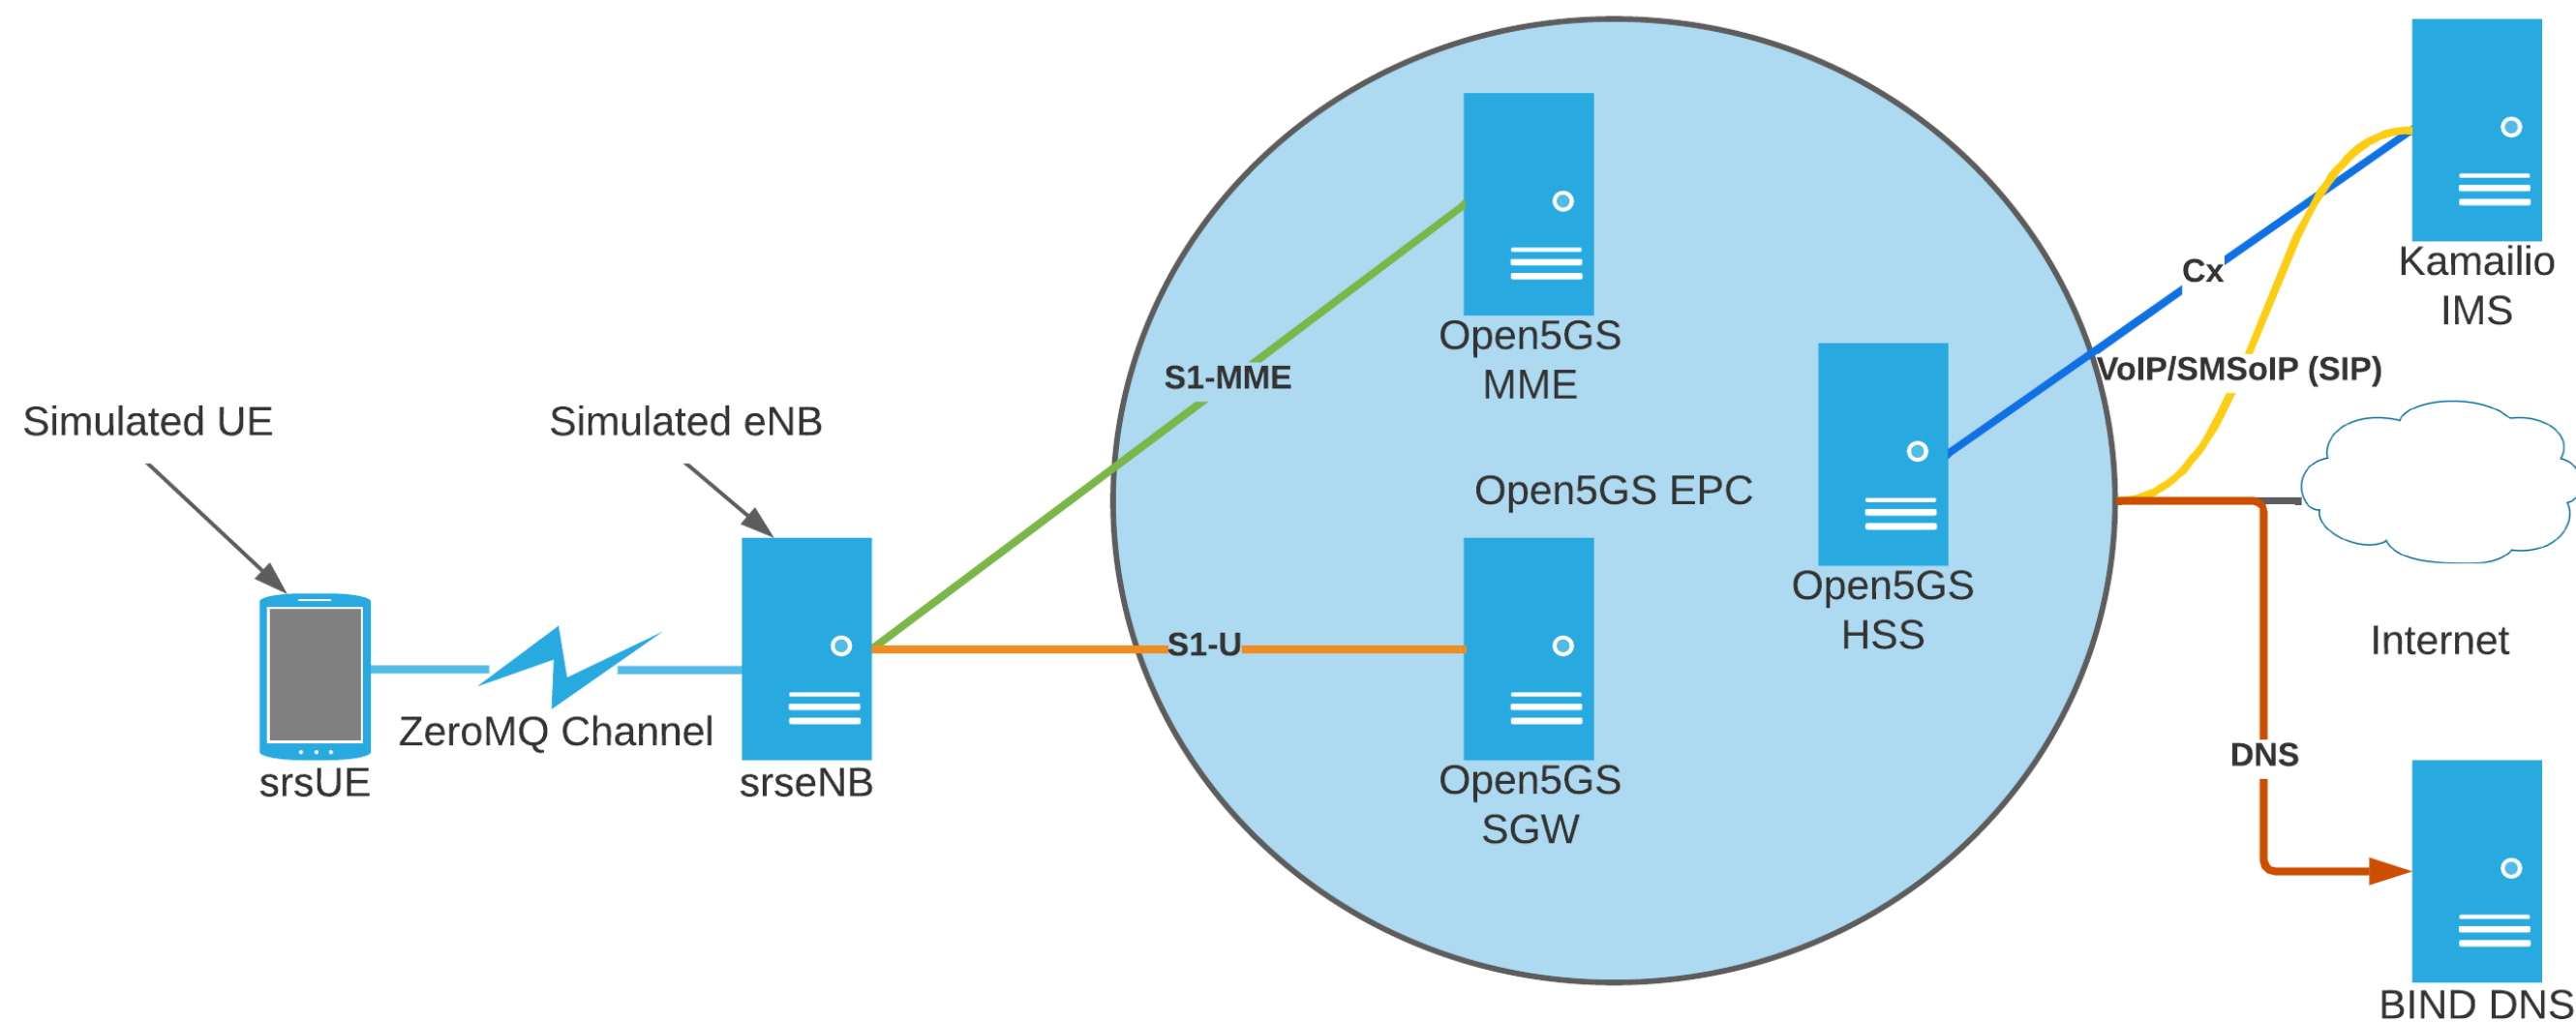 Simulated UE
Simulated eNB
srsUE
ZeroMQ Channel
srseNB
S1-MME
S1-U
Open5GS
MME
Open5GS EPC
Open5GS
SGW
Open5GS
HSS
Cx
VoIP/SMSoIP (SIP)
Kamailio
IMS
Internet
DNS
BIND DNS